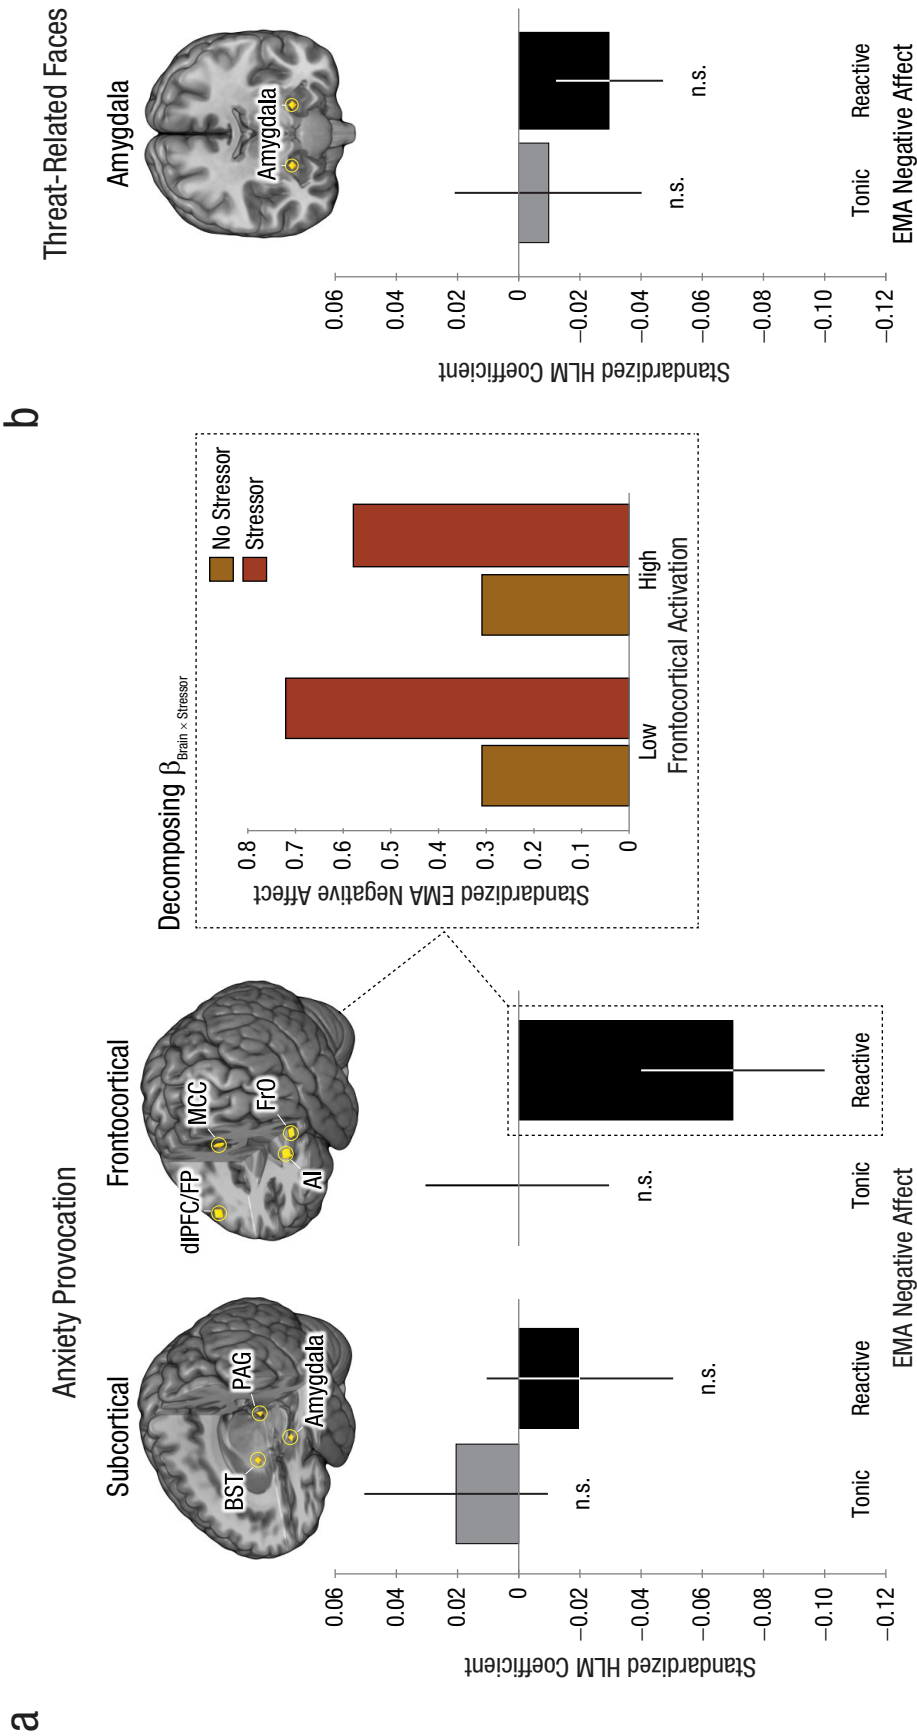 a
Anxiety Provocation
Subcortical
BST
PAG
Amygdala
Frontocortical
dlPFC/FP
MCC
FrO
AI
Standardized HLM Coefficient
0.06
0.04
0.02
0
−0.02
−0.04
−0.06
−0.08
−0.10
−0.12
n.s.
n.s.
n.s.
Tonic
Reactive
Tonic
Reactive
EMA Negative Affect
Decomposing βBrain × Stressor
Standardized EMA Negative Affect
0.8
0.7
0.6
0.5
0.4
0.3
0.2
0.1
0
No Stressor
Stressor
Low
High
Frontocortical Activation
b
Threat-Related Faces
Amygdala
Amygdala
Standardized HLM Coefficient
0.06
0.04
0.02
0
−0.02
−0.04
−0.06
−0.08
−0.10
−0.12
n.s.
n.s.
Tonic
Reactive
EMA Negative Affect